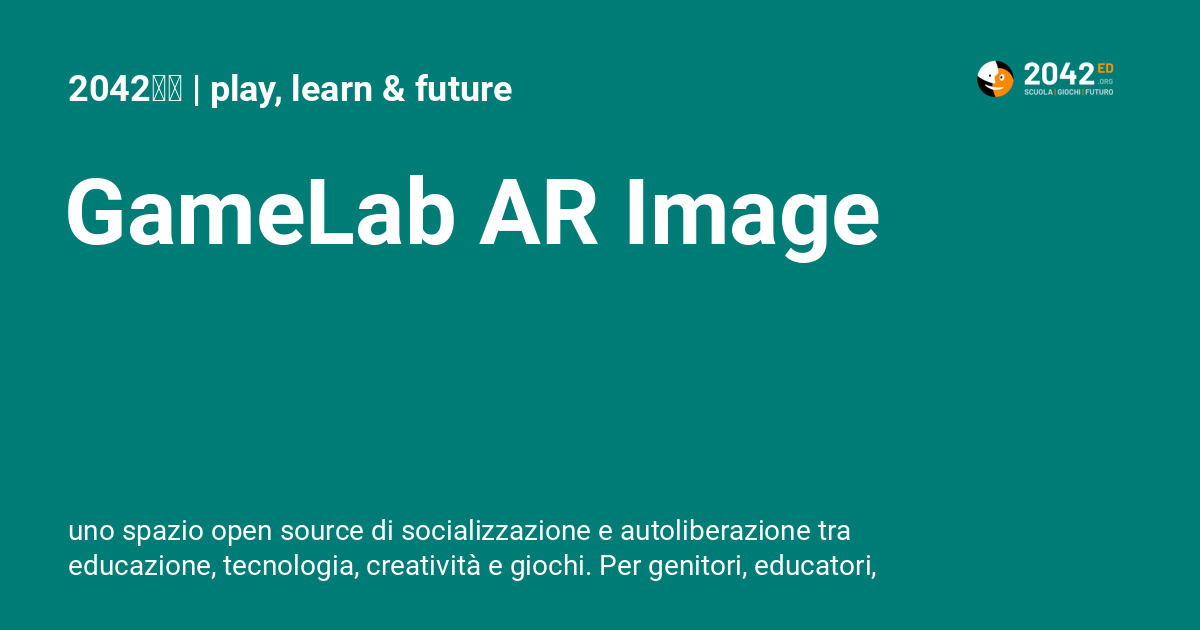 2042 | play, learn & future
2042 ED
.ORG
SCUOLA | GIOCHI | FUTURO
GameLab AR Image
uno spazio open source di socializzazione e autoliberazione tra
educazione, tecnologia, creatività e giochi. Per genitori, educatori,